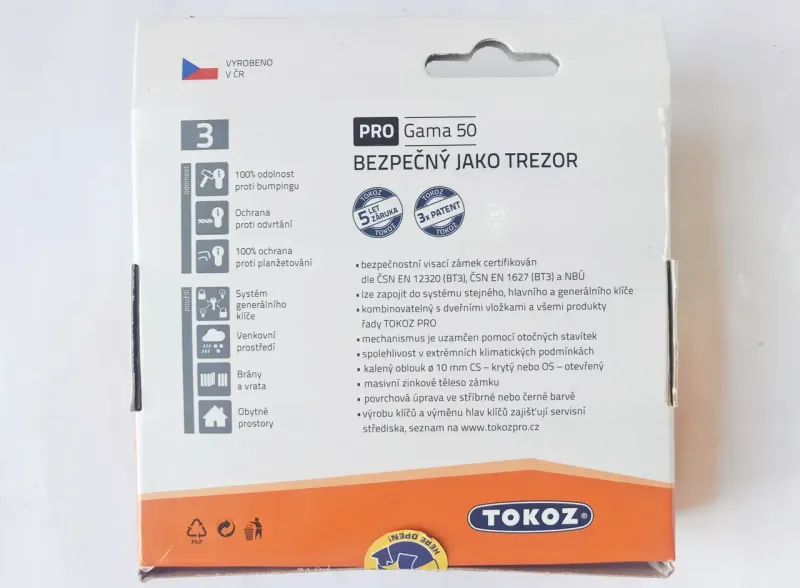 VYROBENO
V ČR
3
odolnost
100% odolnost
proti bumpingu
Ochrana
proti odvrtání
100% ochrana
proti planžetování
použití
Systém
generálního
klíče
Venkovní
prostředí
Brány
a vrata
Obytné
prostory
PRO Gama 50
BEZPEČNÝ JAKO TREZOR
TOKOZ
5 LET
ZÁRUKA
TOKOZ
TOKOZ
3x PATENT
TOKOZ
• bezpečnostní visací zámek certifikován
dle ČSN EN 12320 (BT3), ČSN EN 1627 (BT3) a NBÚ
• lze zapojit do systému stejného, hlavního a generálního klíče
• kombinovatelný s dveřními vložkami a všemi produkty
řady TOKOZ PRO
• mechanismus je uzamčen pomocí otočných stavítek
• spolehlivost v extrémních klimatických podmínkách
• kalený oblouk ø 10 mm CS – krytý nebo OS – otevřený
• masivní zinkové těleso zámku
• povrchová úprava ve stříbrné nebo černé barvě
• výrobu klíčů a výměnu hlav klíčů zajišťují servisní
střediska, seznam na www.tokozpro.cz
PAP
TOKOZ®
HERE OPEN!